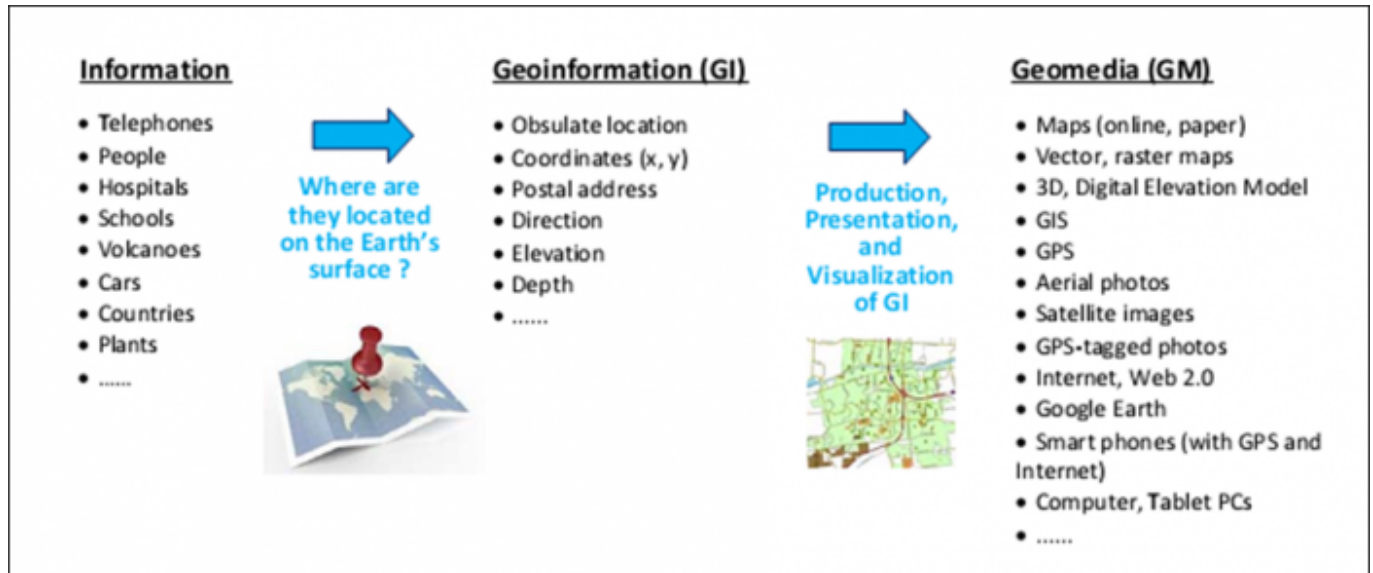 Information
• Telephones
• People
• Hospitals
• Schools
• Volcanoes
• Cars
• Countries
• Plants
• ......
Where are
they located
on the Earth's
surface ?
Geoinformation (GI)
• Obsulate location
• Coordinates (x, y)
• Postal address
• Direction
• Elevation
• Depth
• ......
Production,
Presentation,
and
Visualization
of GI
Geomedia (GM)
• Maps (online, paper)
• Vector, raster maps
• 3D, Digital Elevation Model
• GIS
• GPS
• Aerial photos
• Satellite images
• GPS-tagged photos
• Internet, Web 2.0
• Google Earth
• Smart phones (with GPS and
Internet)
• Computer, Tablet PCs
• ......